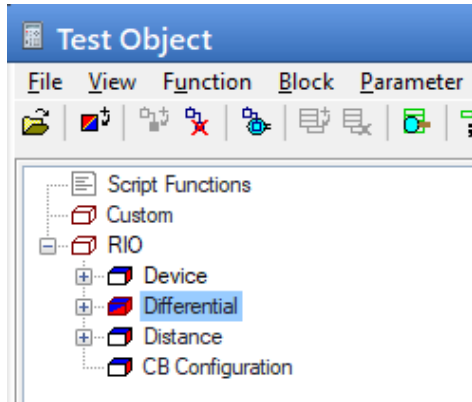 Test Object
File View Function Block Parameter
Script Functions
Custom
RIO
Device
Differential
Distance
CB Configuration